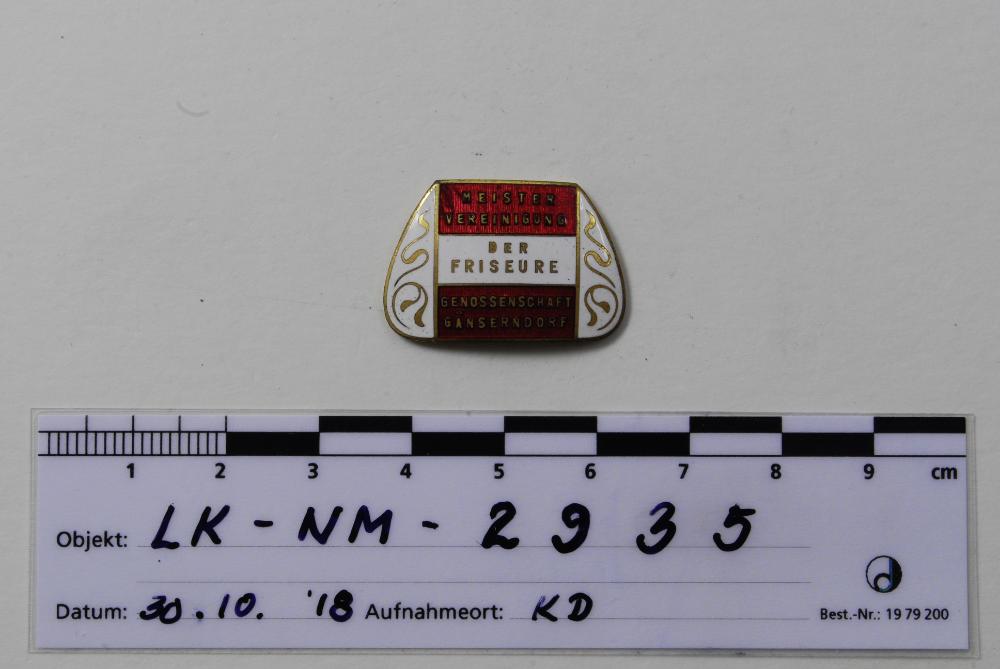 MEISTER
VEREINIGUNG
DER
FRISEURE
GENOSSENSCHAFT
GÄNSERNDORF
1 2 3 4 5 6 7 8 9 cm
Objekt: LK-NM-2935
Datum: 30.10. '18 Aufnahmeort: KD
Best.-Nr.: 19 79 200